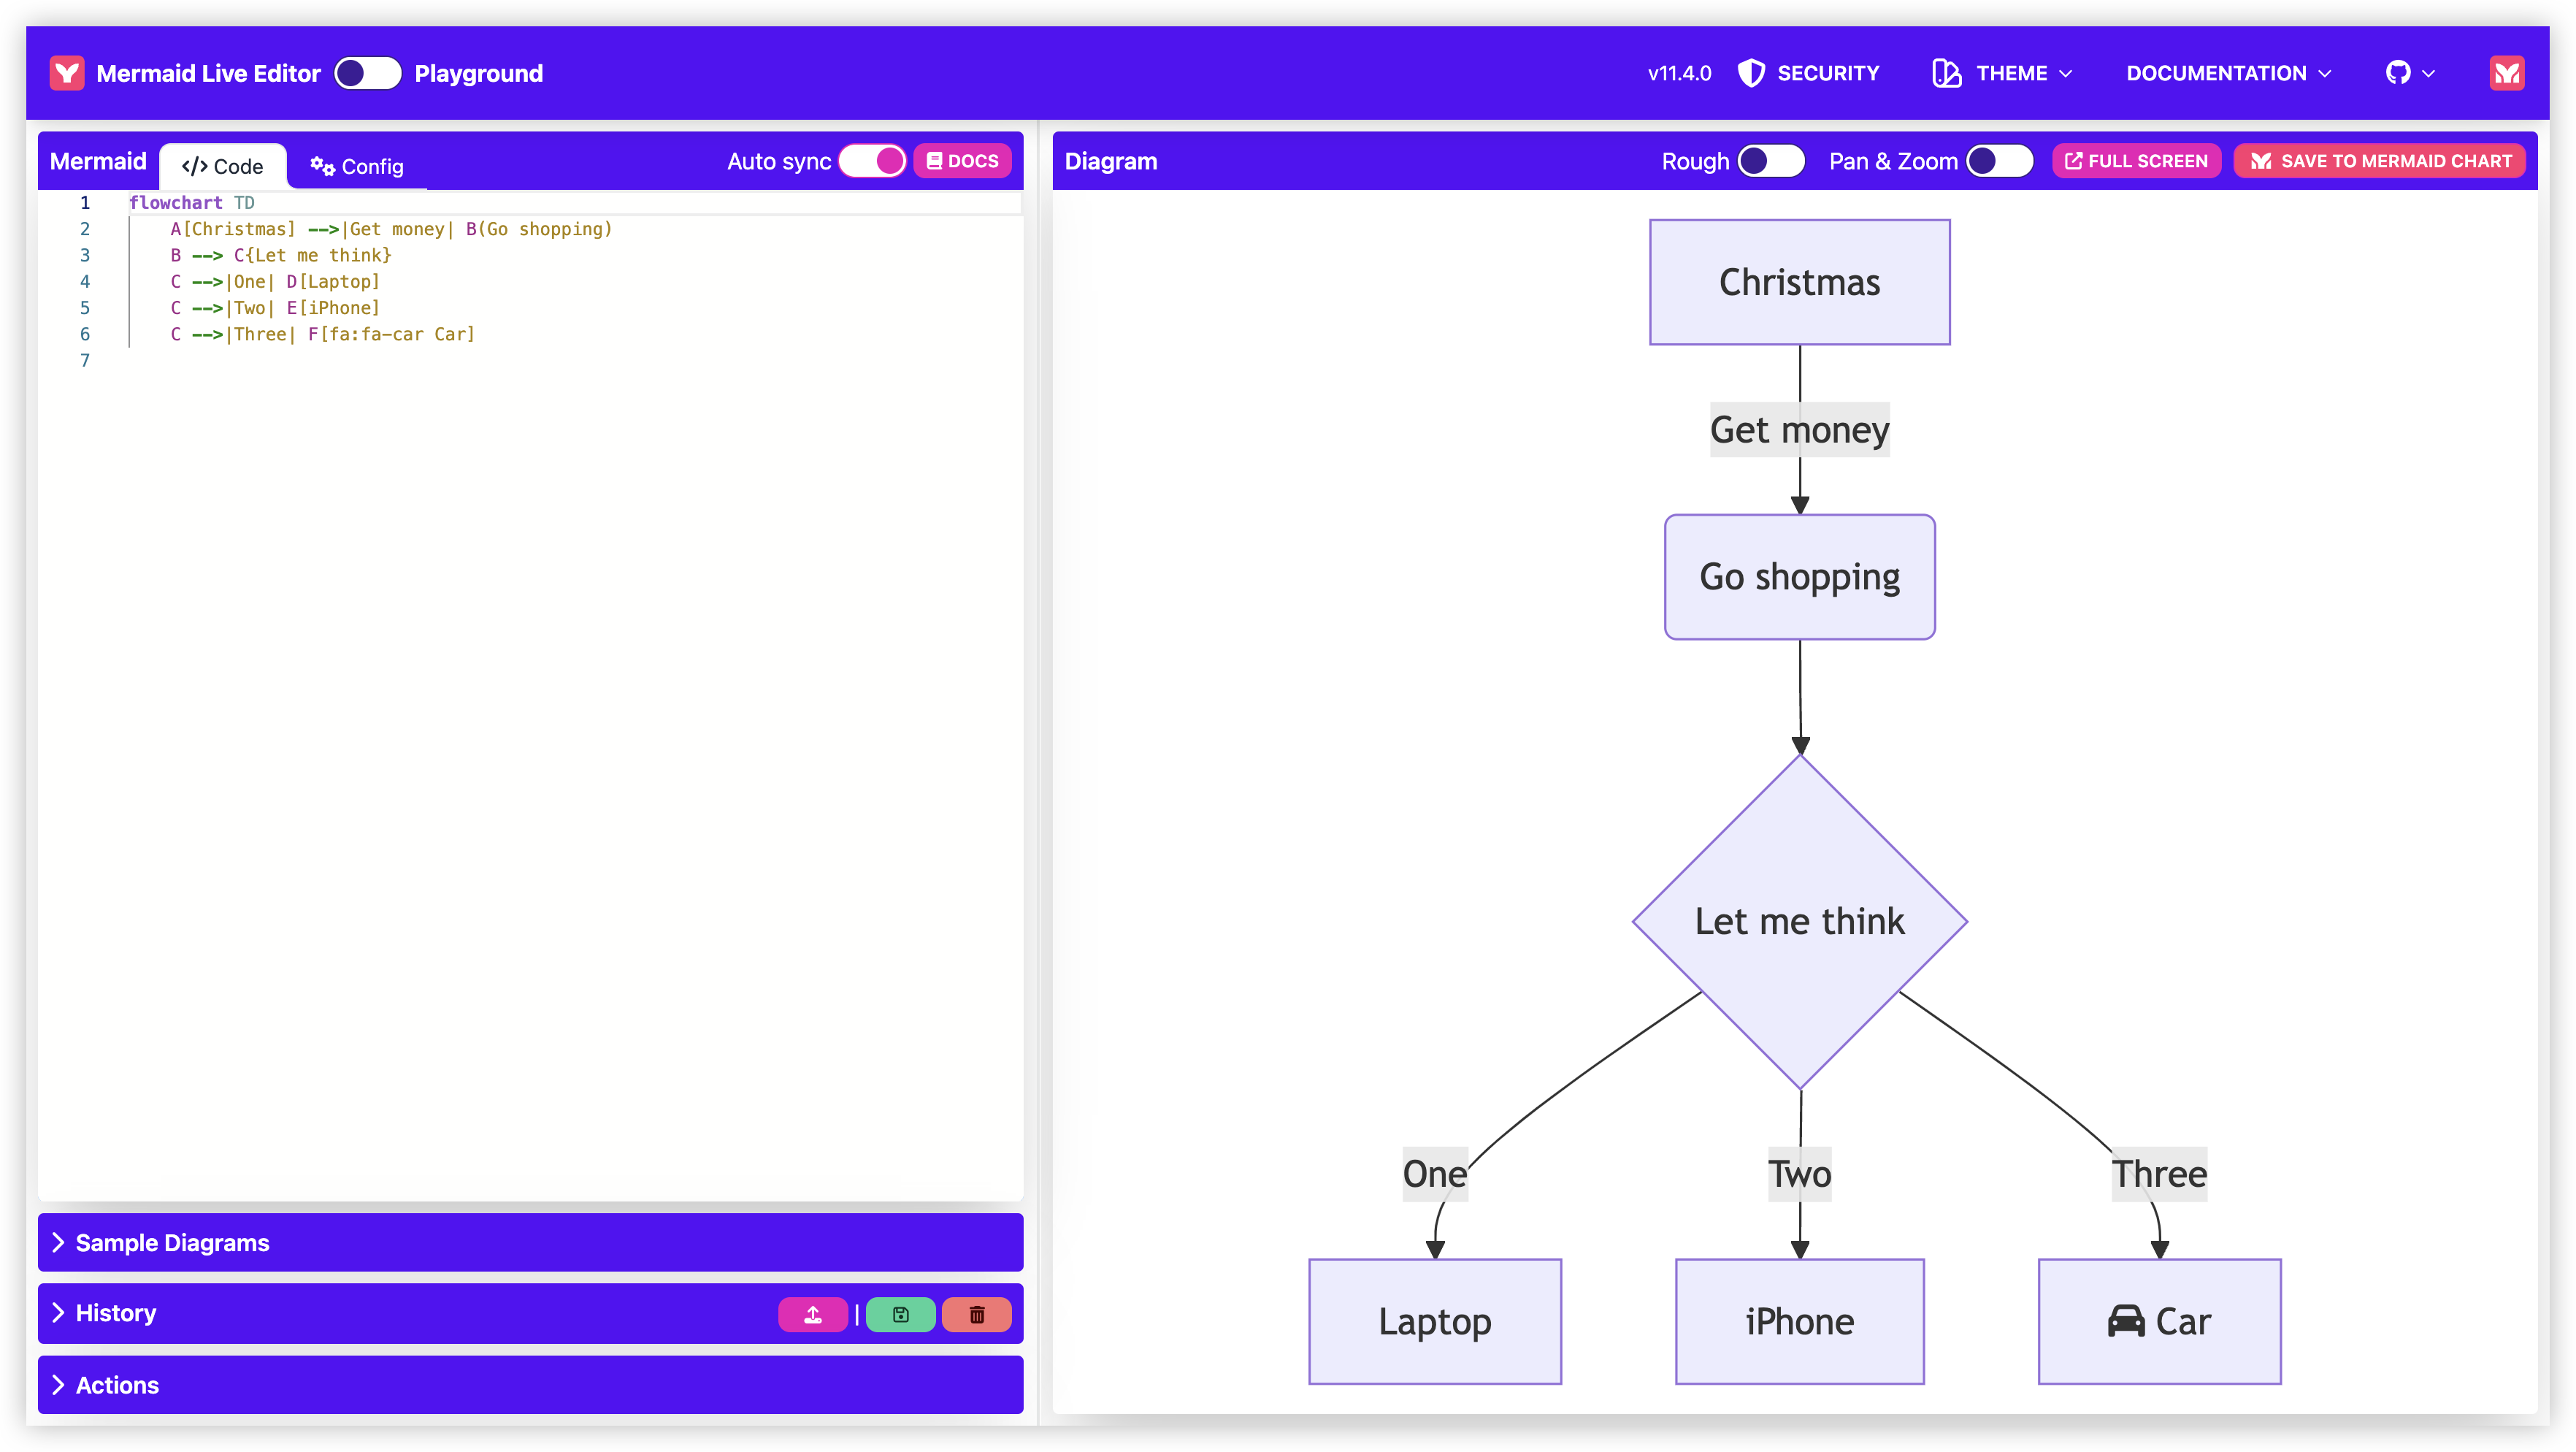 Mermaid Live Editor Playground
v11.4.0 SECURITY THEME DOCUMENTATION
Mermaid </> Code Config Auto sync DOCS
1 flowchart TD
2 A[Christmas] -->|Get money| B(Go shopping)
3 B --> C{Let me think}
4 C -->|One| D[Laptop]
5 C -->|Two| E[iPhone]
6 C -->|Three| F[fa:fa-car Car]
7
Sample Diagrams
History
Actions
Diagram Rough Pan & Zoom FULL SCREEN SAVE TO MERMAID CHART
Christmas
Get money
Go shopping
Let me think
One Two Three
Laptop iPhone Car